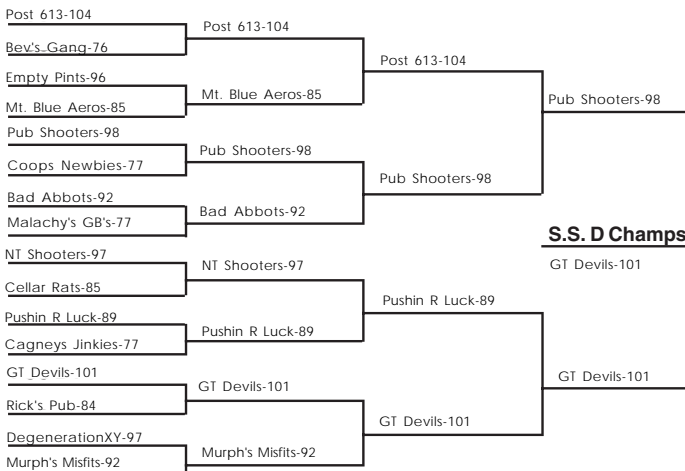 Post 613-104
Bev's Gang-76
Empty Pints-96
Mt. Blue Aeros-85
Pub Shooters-98
Coops Newbies-77
Bad Abbots-92
Malachy's GB's-77
NT Shooters-97
Cellar Rats-85
Pushin R Luck-89
Cagneys Jinkies-77
GT Devils-101
Rick's Pub-84
DegenerationXY-97
Murph's Misfits-92
Post 613-104
Mt. Blue Aeros-85
Pub Shooters-98
Bad Abbots-92
NT Shooters-97
Pushin R Luck-89
GT Devils-101
Murph's Misfits-92
Post 613-104
Pub Shooters-98
Pushin R Luck-89
GT Devils-101
Pub Shooters-98
GT Devils-101
S.S. D Champs
GT Devils-101